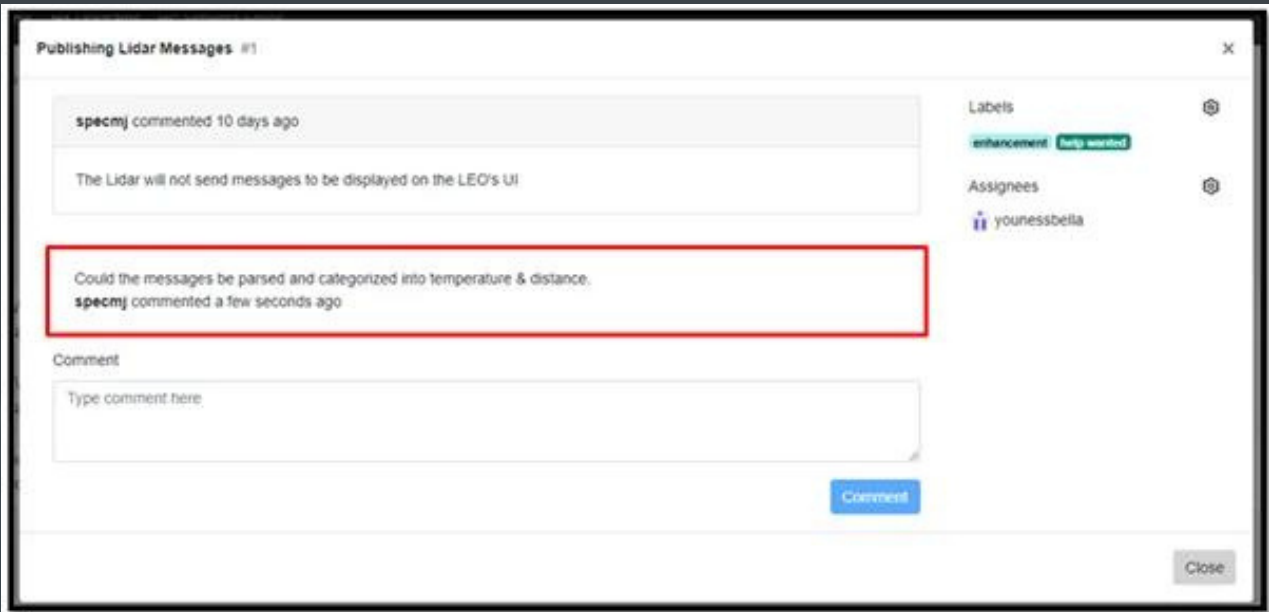 Publishing Lidar Messages #1
×
specmj commented 10 days ago
The Lidar will not send messages to be displayed on the LEO's UI
Could the messages be parsed and categorized into temperature & distance.
specmj commented a few seconds ago
Comment
Type comment here
Comment
Labels
enhancement help wanted
Assignees
younessbella
Close